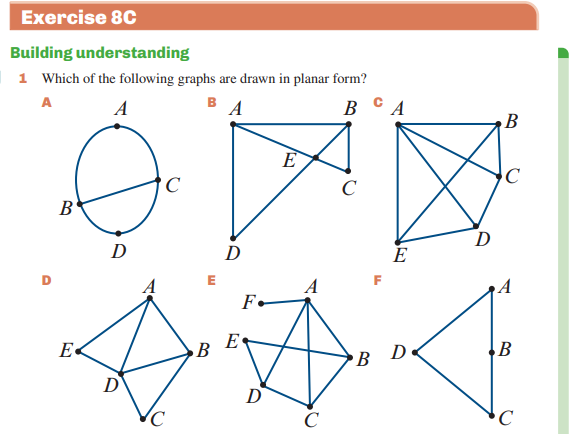 Exercise 8C
Building understanding
1 Which of the following graphs are drawn in planar form?
A B C
A A B A B
E C C
B C
D D E D
D E F
A F A A
E B E B D B
D D
C C C